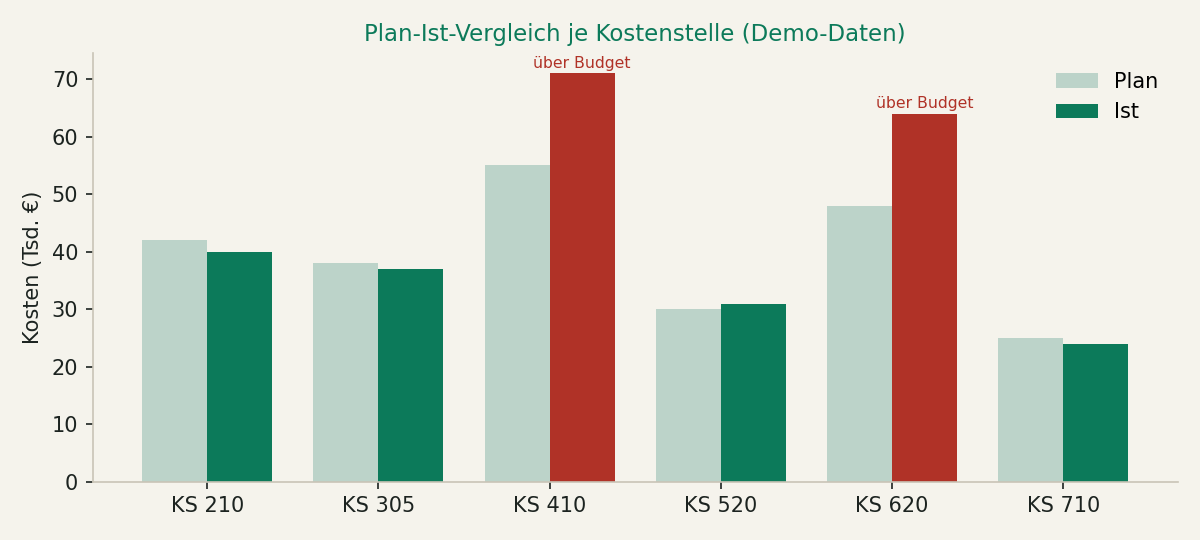 Plan-Ist-Vergleich je Kostenstelle (Demo-Daten)
Kosten (Tsd. €)
70
60
50
40
30
20
10
0
über Budget
über Budget
Plan
Ist
KS 210
KS 305
KS 410
KS 520
KS 620
KS 710